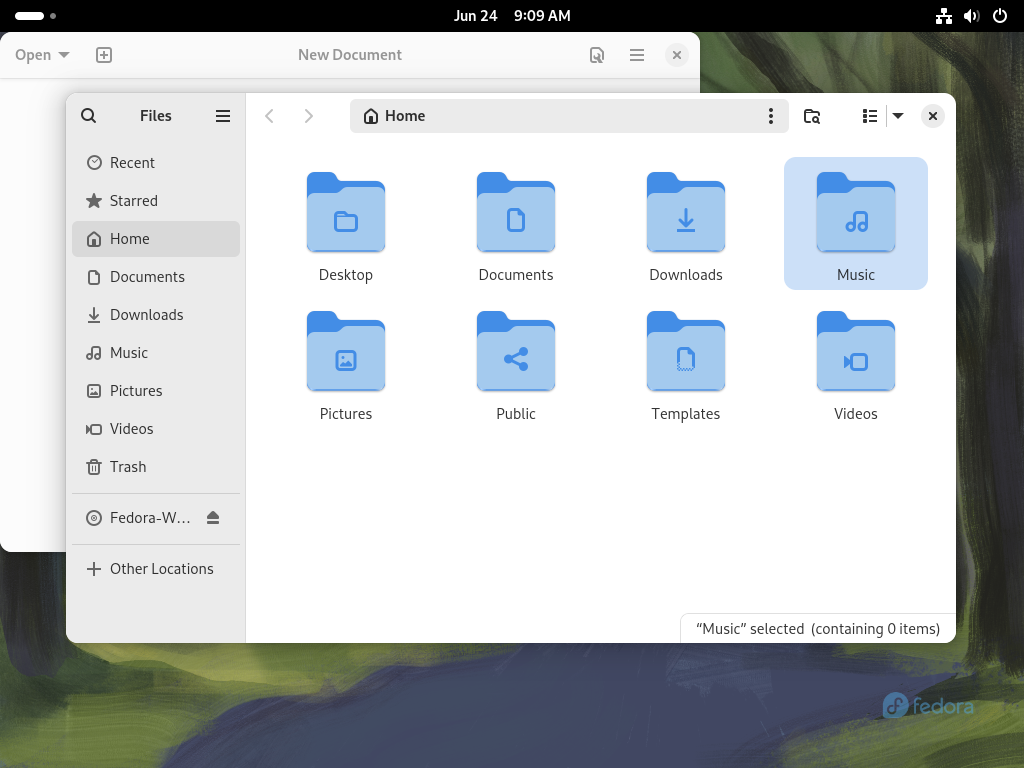 Jun 24 9:09 AM
Open New Document
Files Home
Recent
Starred
Home
Documents
Downloads
Music
Pictures
Videos
Trash
Fedora-W…
Other Locations
Desktop Documents Downloads Music
Pictures Public Templates Videos
“Music” selected (containing 0 items)
fedora